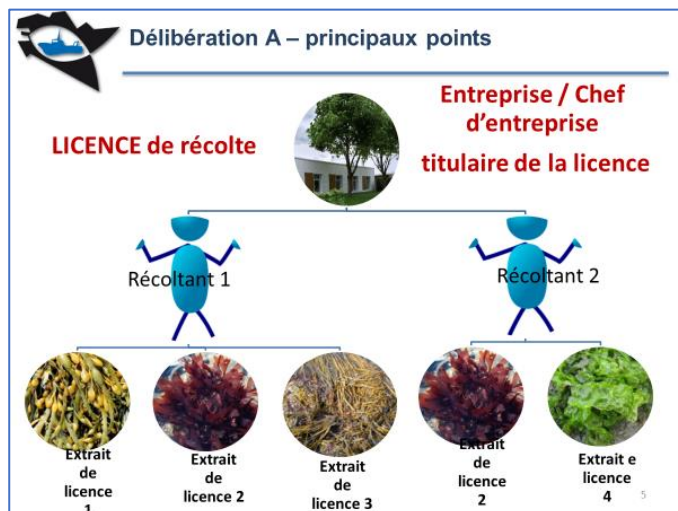 Délibération A – principaux points
LICENCE de récolte
Entreprise / Chef
d'entreprise
titulaire de la licence
Récoltant 1
Récoltant 2
Extrait
de
licence
1
Extrait
de
licence 2
Extrait
de
licence 3
Extrait
de
licence
2
Extrait e
licence
4
5